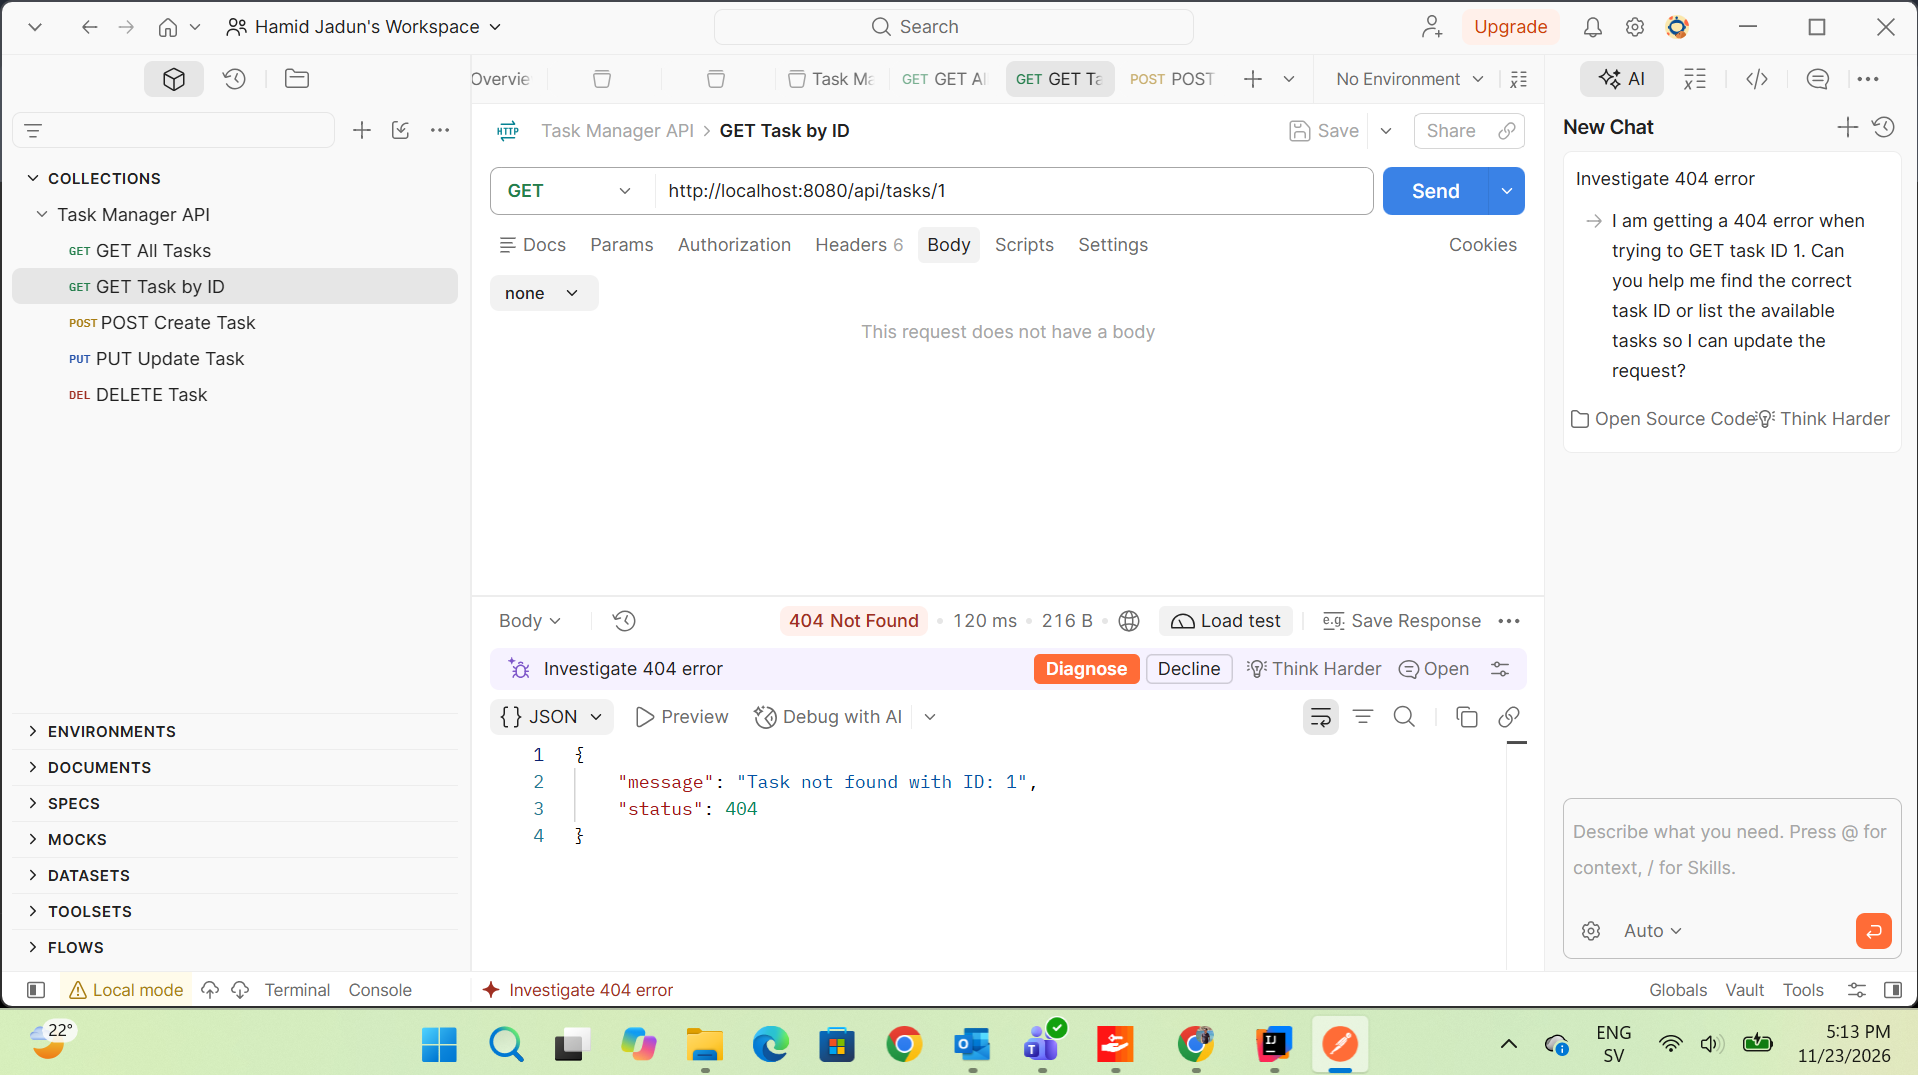 Hamid Jadun's Workspace
Search
Upgrade
Overvie
Task Ma
GET GET Al
GET GET Ta
POST POST
No Environment
AI
COLLECTIONS
Task Manager API
GET GET All Tasks
GET GET Task by ID
POST POST Create Task
PUT PUT Update Task
DEL DELETE Task
ENVIRONMENTS
DOCUMENTS
SPECS
MOCKS
DATASETS
TOOLSETS
FLOWS
HTTP Task Manager API > GET Task by ID
Save
Share
GET
http://localhost:8080/api/tasks/1
Send
Docs
Params
Authorization
Headers 6
Body
Scripts
Settings
Cookies
none
This request does not have a body
Body
404 Not Found
120 ms
216 B
Load test
e.g. Save Response
Investigate 404 error
Diagnose
Decline
Think Harder
Open
{} JSON
Preview
Debug with AI
1 {
2 "message": "Task not found with ID: 1",
3 "status": 404
4 }
New Chat
Investigate 404 error
I am getting a 404 error when
trying to GET task ID 1. Can
you help me find the correct
task ID or list the available
tasks so I can update the
request?
Open Source Code
Think Harder
Describe what you need. Press @ for
context, / for Skills.
Auto
Local mode
Terminal
Console
Investigate 404 error
Globals
Vault
Tools
22°
ENG
SV
5:13 PM
11/23/2026